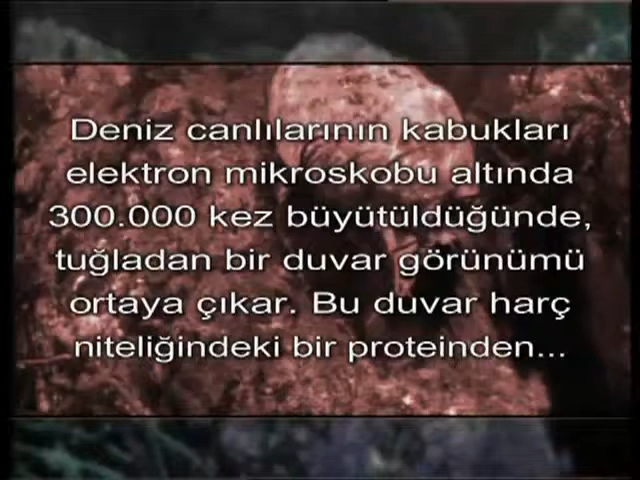 Deniz canlılarının kabukları
elektron mikroskobu altında
300.000 kez büyütüldüğünde,
tuğladan bir duvar görünümü
ortaya çıkar. Bu duvar harç
niteliğindeki bir proteinden...